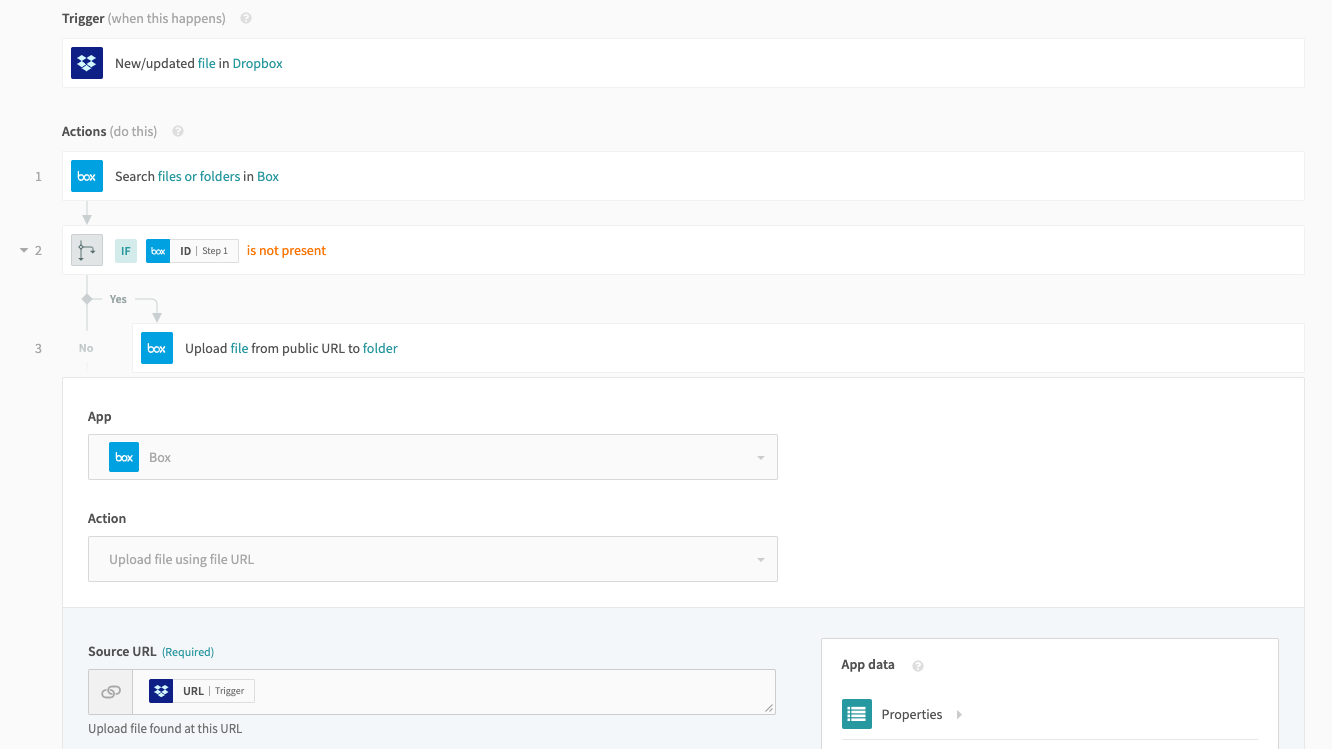 Trigger (when this happens) ?
New/updated file in Dropbox
Actions (do this) ?
1 box Search files or folders in Box
2 IF box ID | Step 1 is not present
Yes
3 No box Upload file from public URL to folder
App
box Box
Action
Upload file using file URL
Source URL (Required)
URL | Trigger
Upload file found at this URL
App data ?
Properties